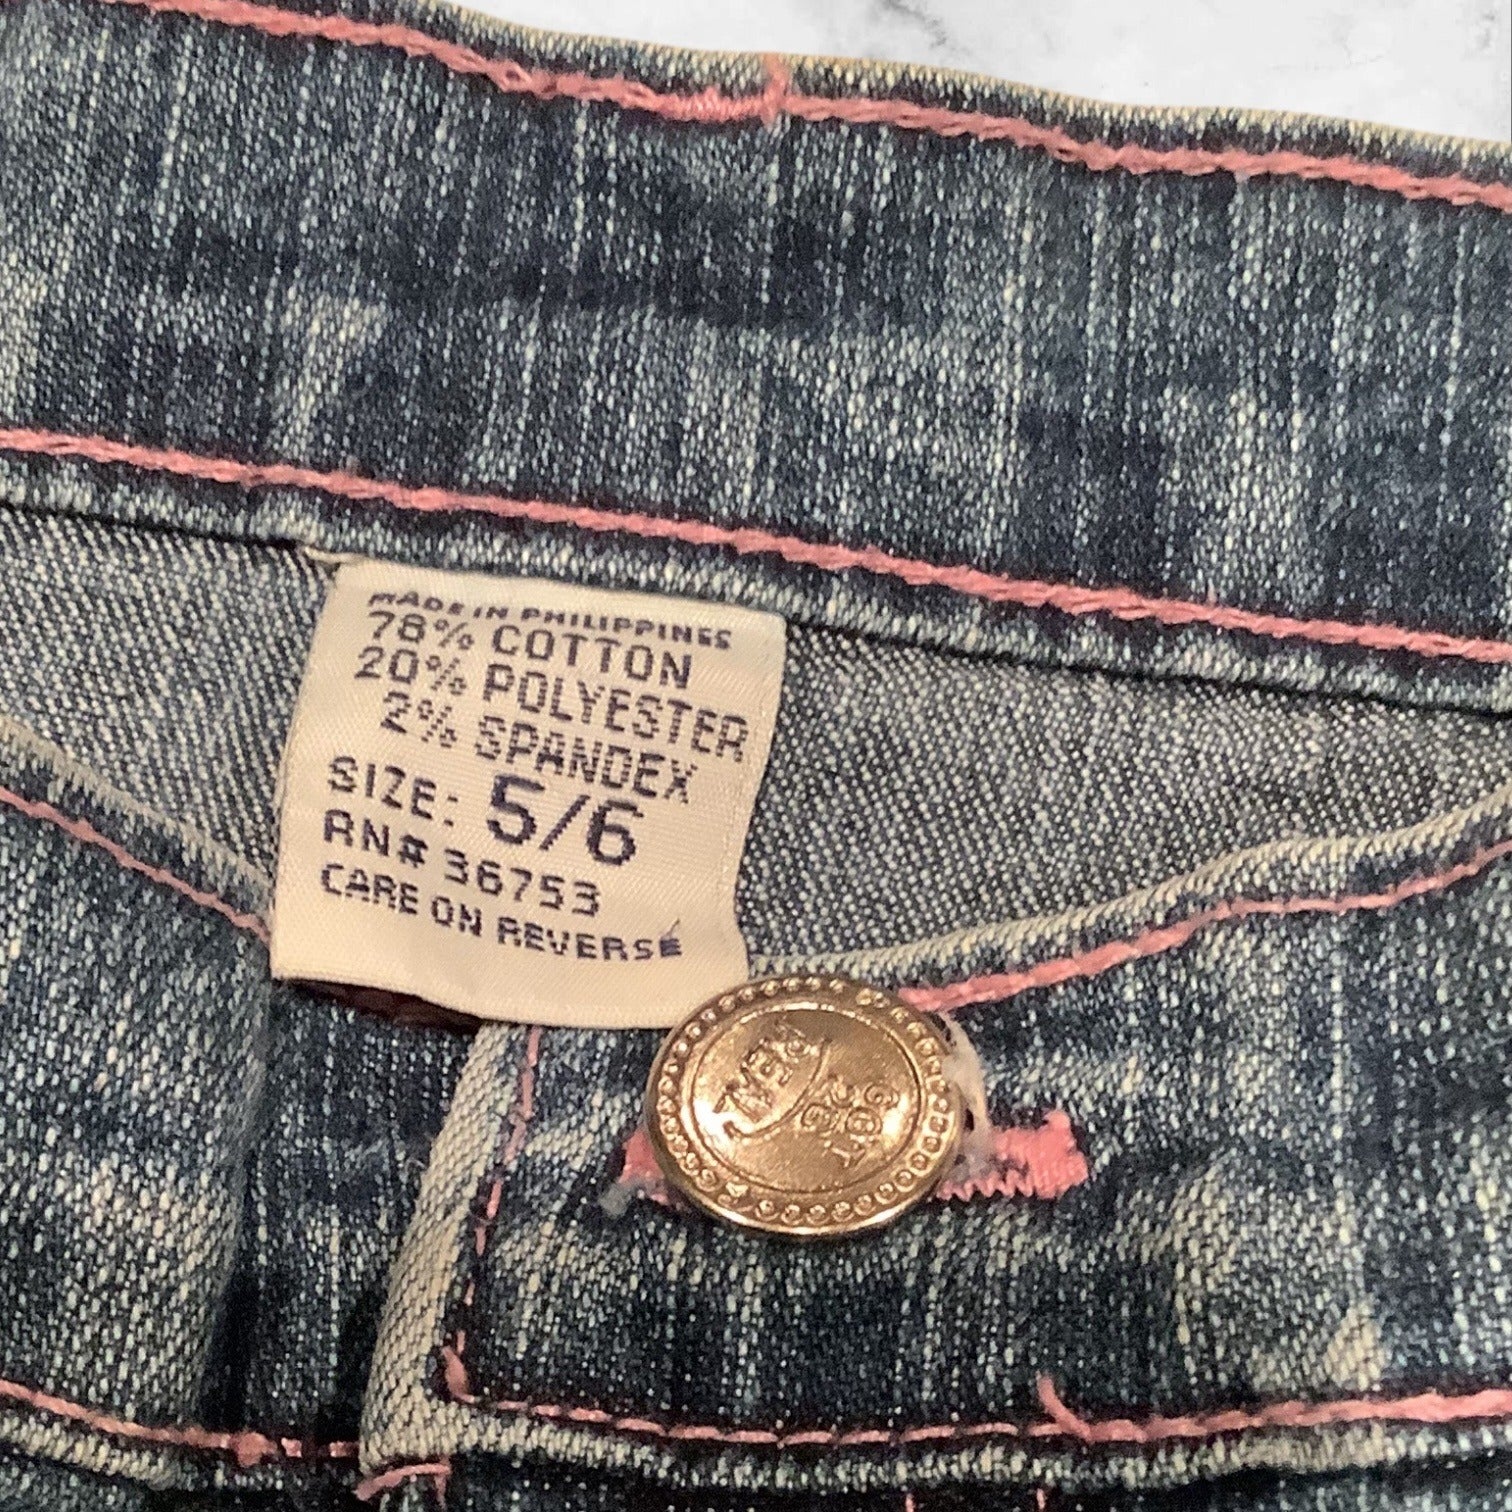 MADE IN PHILIPPINES
78% COTTON
20% POLYESTER
2% SPANDEX
SIZE: 5/6
RN# 36753
CARE ON REVERSE